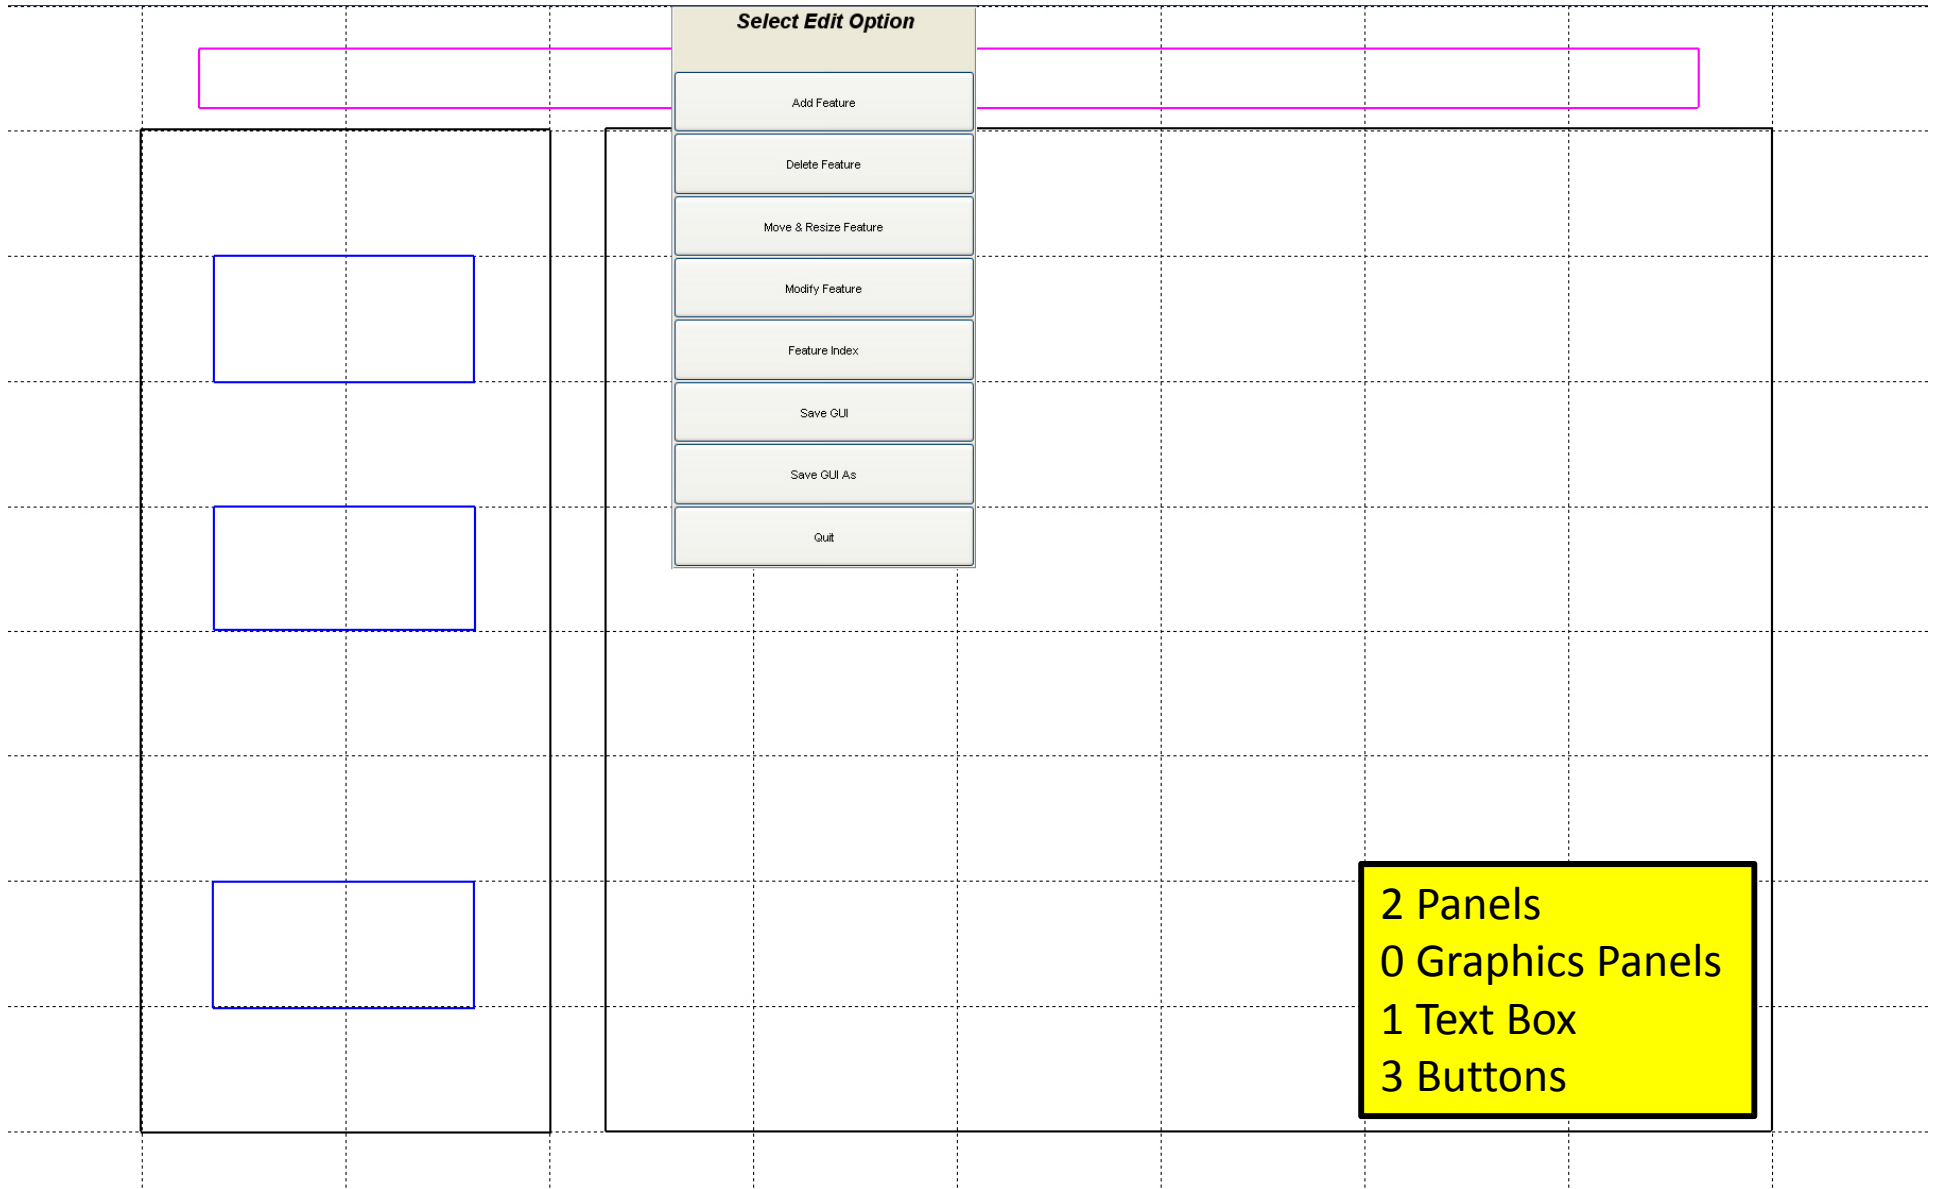 Select Edit Option
Add Feature
Delete Feature
Move & Resize Feature
Modify Feature
Feature Index
Save GUI
Save GUI As
Quit
2 Panels
0 Graphics Panels
1 Text Box
3 Buttons